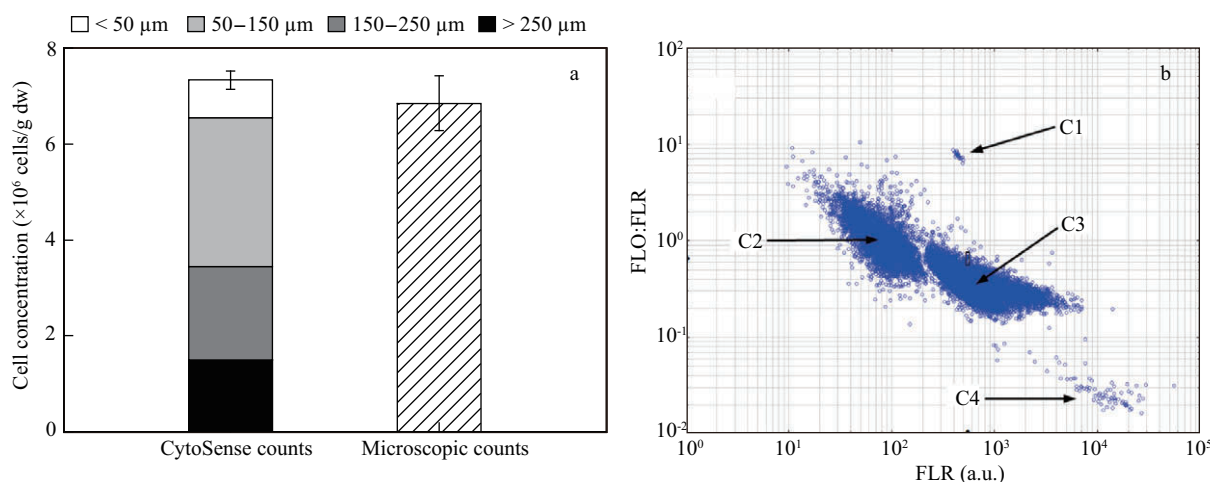 < 50 µm 50–150 µm 150–250 µm > 250 µm
a
8
6
4
2
0
Cell concentration (×10⁶ cells/g dw)
CytoSense counts Microscopic counts
b
10²
10¹
10⁰
10⁻¹
10⁻²
FLO:FLR
C1
C2
C3
C4
10⁰ 10¹ 10² 10³ 10⁴ 10⁵
FLR (a.u.)